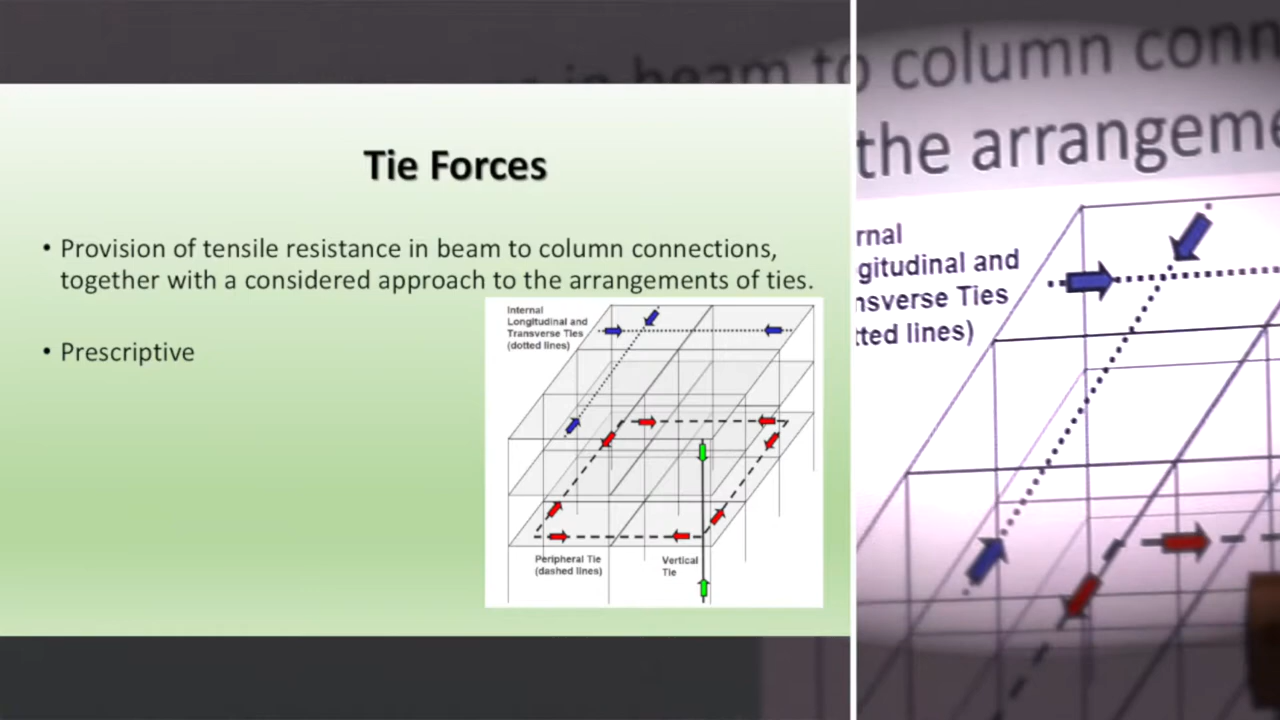 in beam to column conn
the arrangeme
Tie Forces
• Provision of tensile resistance in beam to column connections,
together with a considered approach to the arrangements of ties.
• Prescriptive
Internal
Longitudinal and
Transverse Ties
(dotted lines)
Peripheral Tie
(dashed lines)
Vertical
Tie
rnal
gitudinal and
nsverse Ties
tted lines)